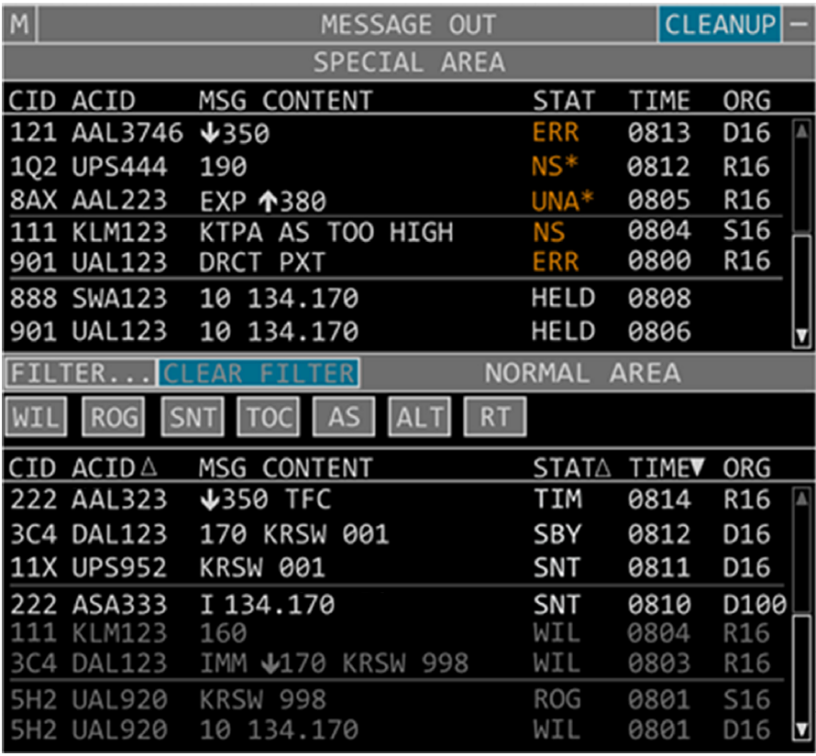 M MESSAGE OUT CLEANUP —
SPECIAL AREA
CID ACID MSG CONTENT STAT TIME ORG
121 AAL3746 ↓350 ERR 0813 D16
1Q2 UPS444 190 NS* 0812 R16
8AX AAL223 EXP ↑380 UNA* 0805 R16
111 KLM123 KTPA AS TOO HIGH NS 0804 S16
901 UAL123 DRCT PXT ERR 0800 R16
888 SWA123 10 134.170 HELD 0808
901 UAL123 10 134.170 HELD 0806
FILTER... CLEAR FILTER NORMAL AREA
WIL ROG SNT TOC AS ALT RT
CID ACID△ MSG CONTENT STAT△ TIME▼ ORG
222 AAL323 ↓350 TFC TIM 0814 R16
3C4 DAL123 170 KRSW 001 SBY 0812 D16
11X UPS952 KRSW 001 SNT 0811 D16
222 ASA333 I 134.170 SNT 0810 D100
111 KLM123 160 WIL 0804 R16
3C4 DAL123 IMM ↓170 KRSW 998 WIL 0803 R16
5H2 UAL920 KRSW 998 ROG 0801 S16
5H2 UAL920 10 134.170 WIL 0801 D16